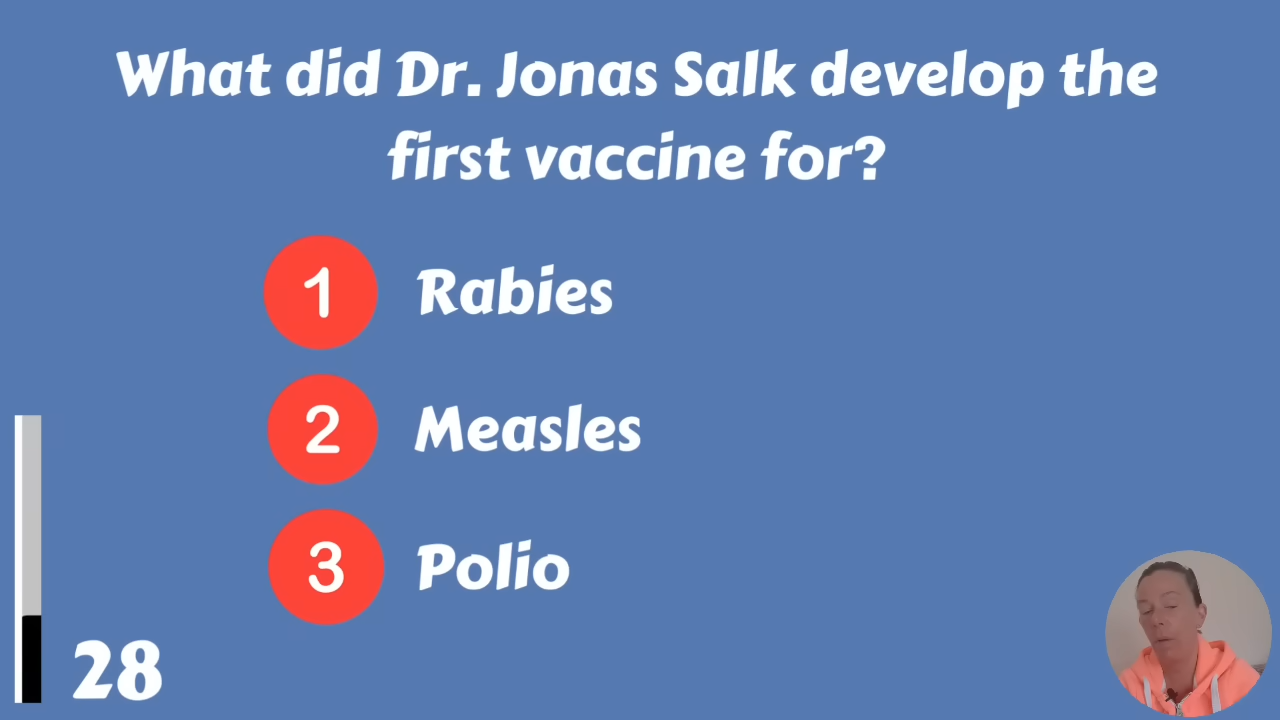 What did Dr. Jonas Salk develop the
first vaccine for?
1 Rabies
2 Measles
3 Polio
28